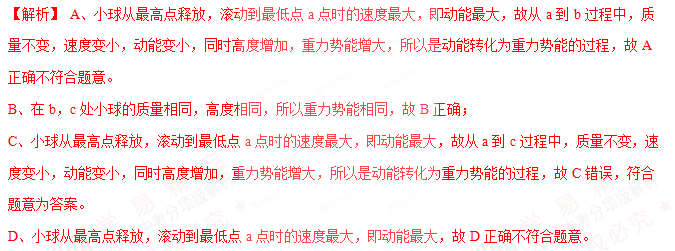 【解析】 A、小球从最高点释放，滚动到最低点 a 点时的速度最大，即动能最大，故从 a 到 b 过程中，质
量不变，速度变小，动能变小，同时高度增加，重力势能增大，所以是动能转化为重力势能的过程，故 A
正确不符合题意。
B、在 b，c 处小球的质量相同，高度相同，所以重力势能相同，故 B 正确；
C、小球从最高点释放，滚动到最低点 a 点时的速度最大，即动能最大，故从 a 到 c 过程中，质量不变，速
度变小，动能变小，同时高度增加，重力势能增大，所以是动能转化为重力势能的过程，故 C 错误，符合
题意为答案。
D、小球从最高点释放，滚动到最低点 a 点时的速度最大，即动能最大，故 D 正确不符合题意。